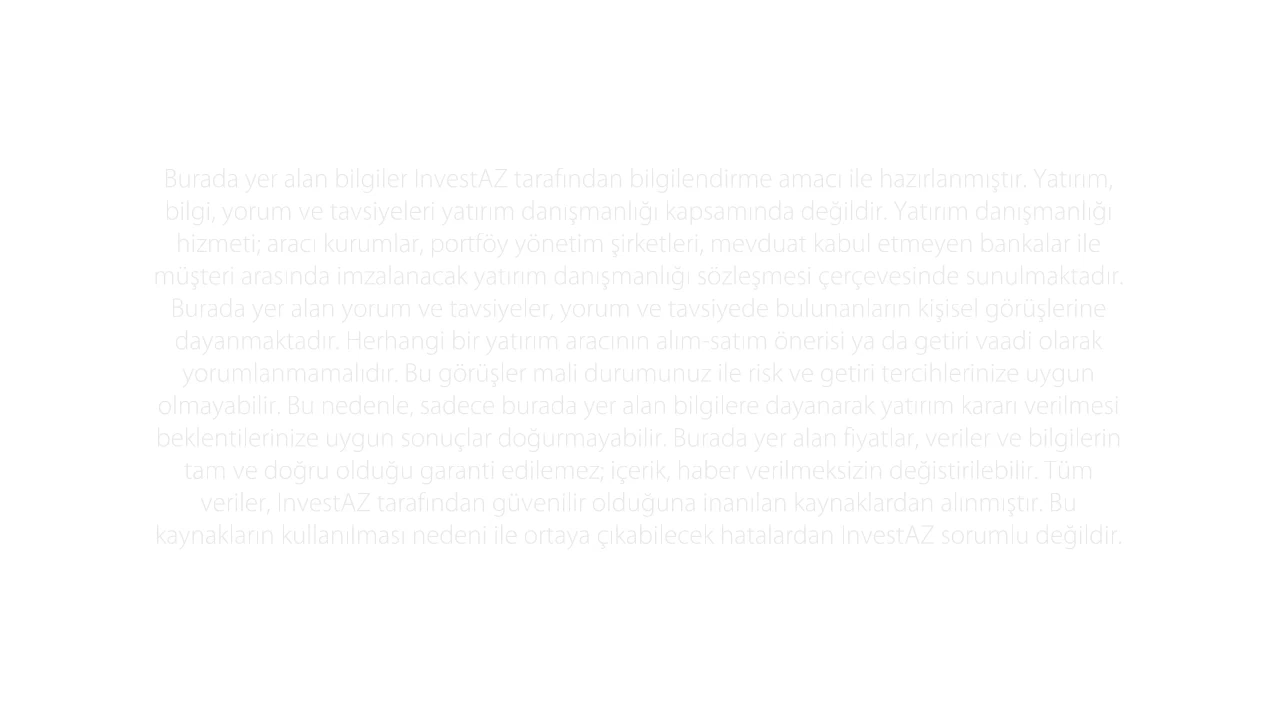 Burada yer alan bilgiler InvestAZ tarafından bilgilendirme amacı ile hazırlanmıştır. Yatırım,
bilgi, yorum ve tavsiyeleri yatırım danışmanlığı kapsamında değildir. Yatırım danışmanlığı
hizmeti; aracı kurumlar, portföy yönetim şirketleri, mevduat kabul etmeyen bankalar ile
müşteri arasında imzalanacak yatırım danışmanlığı sözleşmesi çerçevesinde sunulmaktadır.
Burada yer alan yorum ve tavsiyeler, yorum ve tavsiyede bulunanların kişisel görüşlerine
dayanmaktadır. Herhangi bir yatırım aracının alım-satım önerisi ya da getiri vaadi olarak
yorumlanmamalıdır. Bu görüşler mali durumunuz ile risk ve getiri tercihlerinize uygun
olmayabilir. Bu nedenle, sadece burada yer alan bilgilere dayanarak yatırım kararı verilmesi
beklentilerinize uygun sonuçlar doğurmayabilir. Burada yer alan fiyatlar, veriler ve bilgilerin
tam ve doğru olduğu garanti edilemez; içerik, haber verilmeksizin değistirilebilir. Tüm
veriler, InvestAZ tarafından güvenilir olduğuna inanılan kaynaklardan alınmıştır. Bu
kaynakların kullanılması nedeni ile ortaya çıkabilecek hatalardan InvestAZ sorumlu değildir.